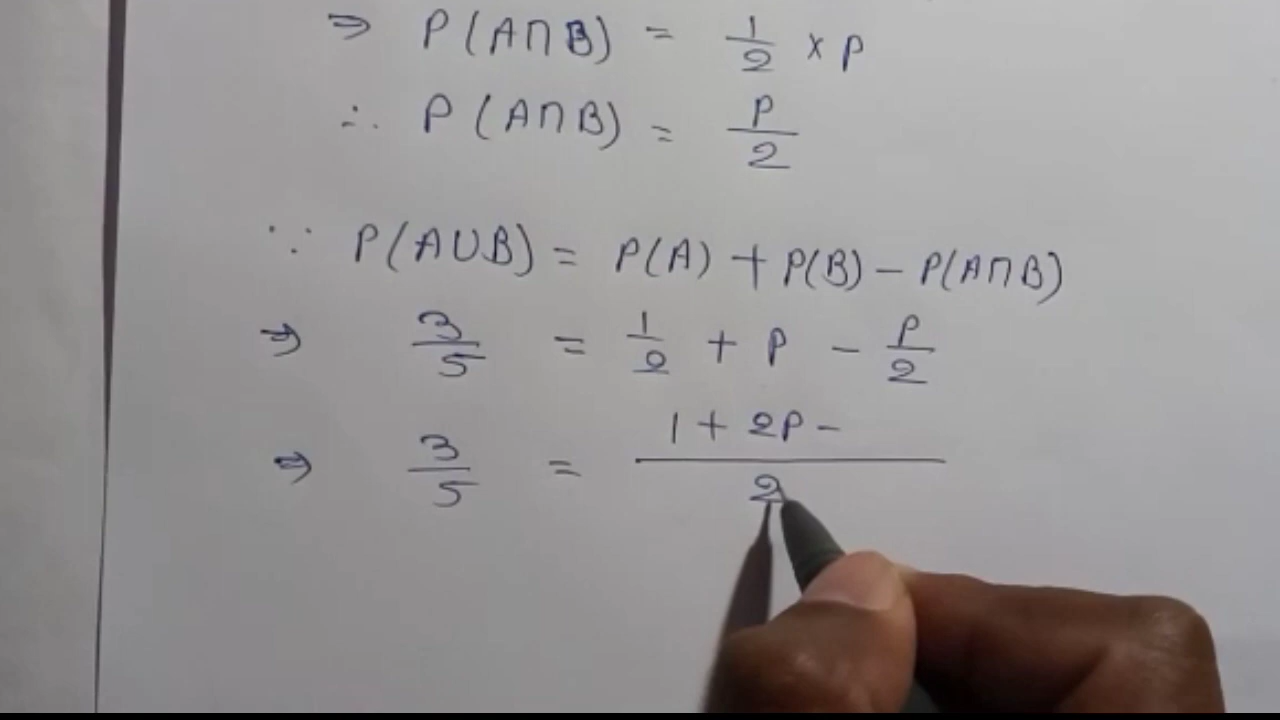 ⇒ P(A∩B) = 1/2 × P
∴ P(A∩B) = P/2
∵ P(A∪B) = P(A) + P(B) - P(A∩B)
⇒ 3/5 = 1/2 + P - P/2
⇒ 3/5 = (1 + 2P -)/2